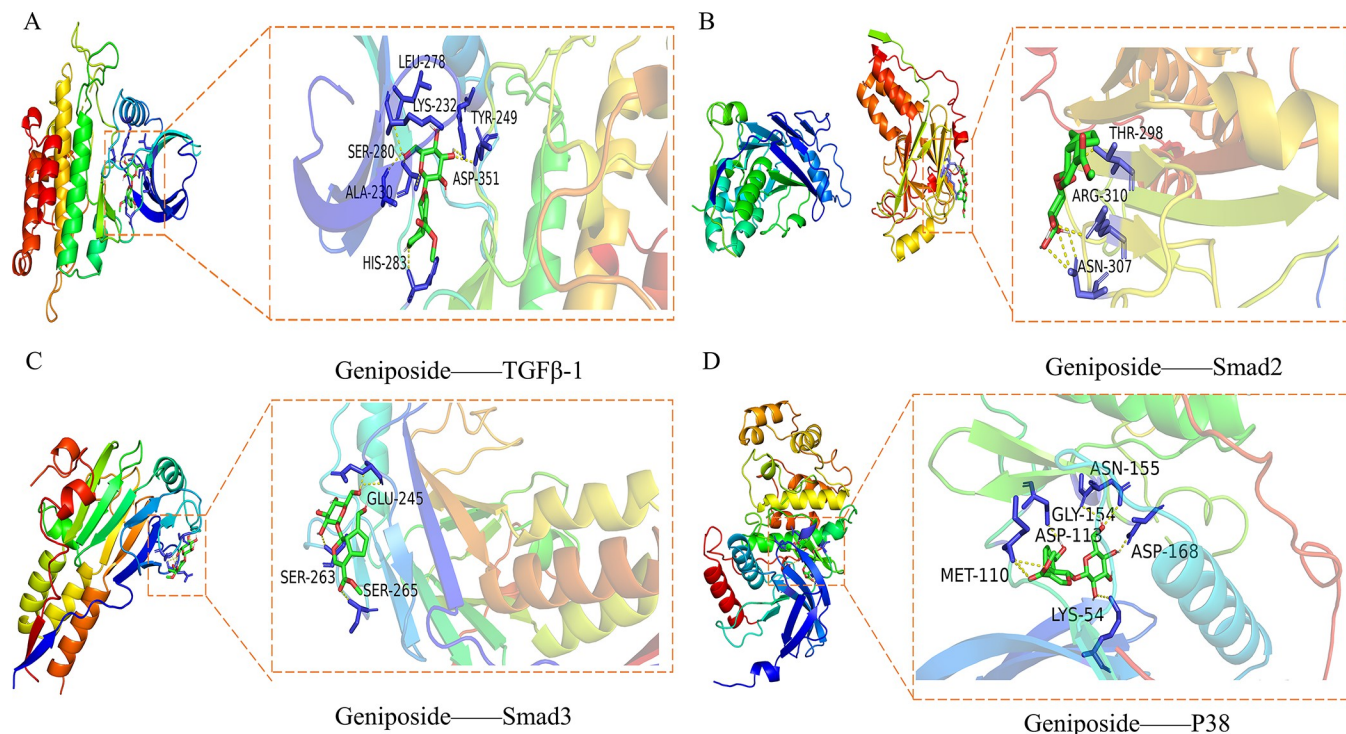 A
LEU-278
LYS-232
TYR-249
SER-280
ASP-351
ALA-230
HIS-283
Geniposide——TGFβ-1
B
THR-298
ARG-310
ASN-307
Geniposide——Smad2
C
GLU-245
SER-263
SER-265
Geniposide——Smad3
D
ASN-155
GLY-154
ASP-113
ASP-168
MET-110
LYS-54
Geniposide——P38